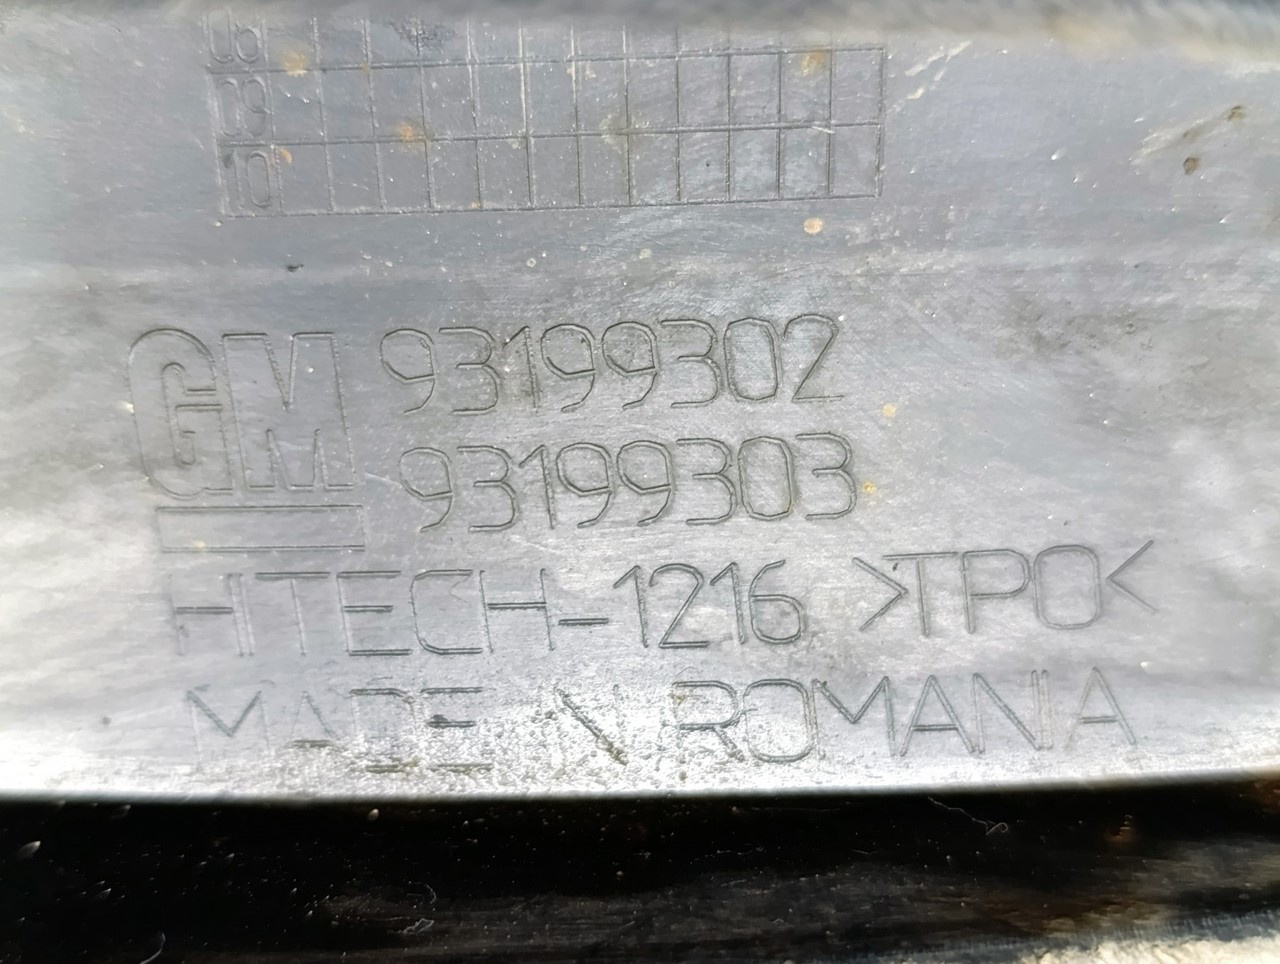 08
09
10
GM 93199302
93199303
HTECH-1216 >TPO<
MADE IN ROMANIA